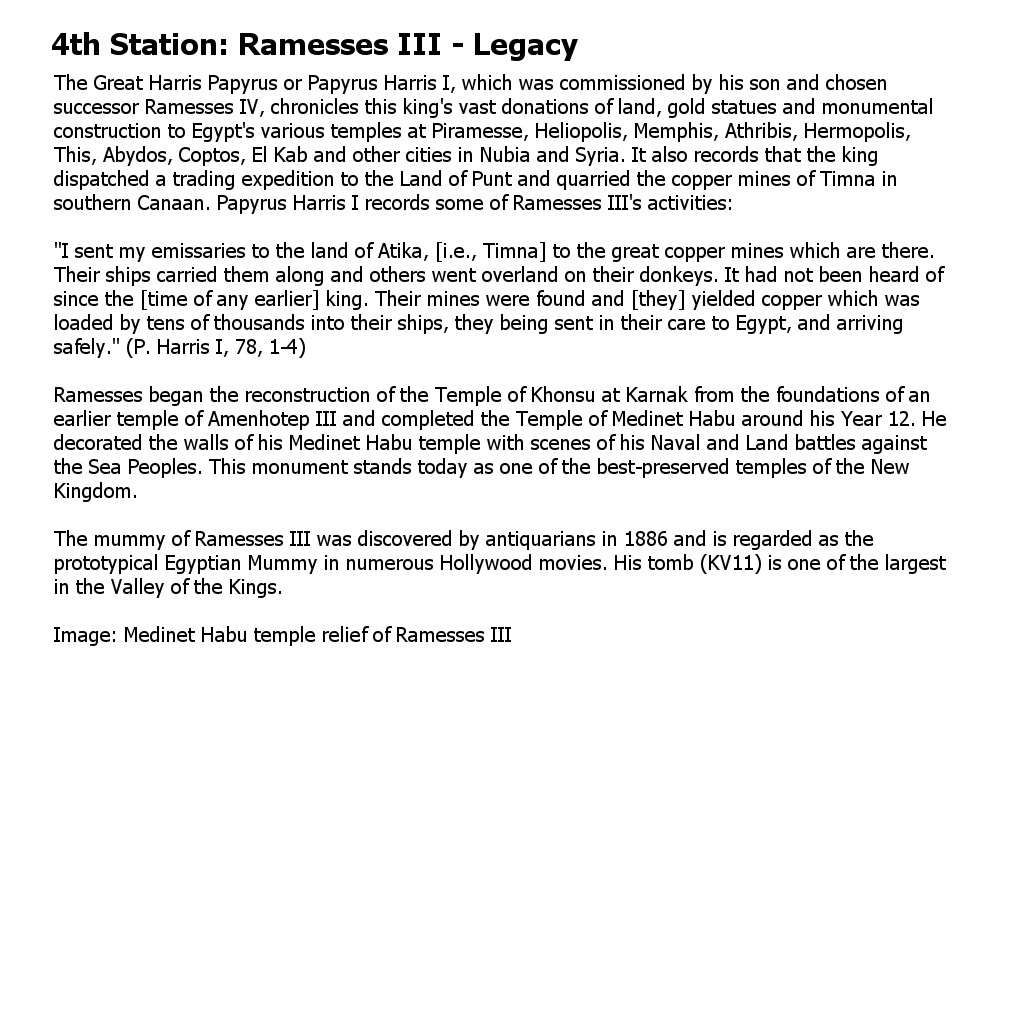 4th Station: Ramesses III - Legacy
The Great Harris Papyrus or Papyrus Harris I, which was commissioned by his son and chosen
successor Ramesses IV, chronicles this king's vast donations of land, gold statues and monumental
construction to Egypt's various temples at Piramesse, Heliopolis, Memphis, Athribis, Hermopolis,
This, Abydos, Coptos, El Kab and other cities in Nubia and Syria. It also records that the king
dispatched a trading expedition to the Land of Punt and quarried the copper mines of Timna in
southern Canaan. Papyrus Harris I records some of Ramesses III's activities:
"I sent my emissaries to the land of Atika, [i.e., Timna] to the great copper mines which are there.
Their ships carried them along and others went overland on their donkeys. It had not been heard of
since the [time of any earlier] king. Their mines were found and [they] yielded copper which was
loaded by tens of thousands into their ships, they being sent in their care to Egypt, and arriving
safely." (P. Harris I, 78, 1-4)
Ramesses began the reconstruction of the Temple of Khonsu at Karnak from the foundations of an
earlier temple of Amenhotep III and completed the Temple of Medinet Habu around his Year 12. He
decorated the walls of his Medinet Habu temple with scenes of his Naval and Land battles against
the Sea Peoples. This monument stands today as one of the best-preserved temples of the New
Kingdom.
The mummy of Ramesses III was discovered by antiquarians in 1886 and is regarded as the
prototypical Egyptian Mummy in numerous Hollywood movies. His tomb (KV11) is one of the largest
in the Valley of the Kings.
Image: Medinet Habu temple relief of Ramesses III